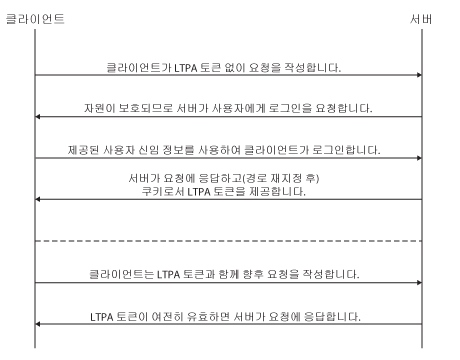 클라이언트
서버
클라이언트가 LTPA 토큰 없이 요청을 작성합니다.
자원이 보호되므로 서버가 사용자에게 로그인을 요청합니다.
제공된 사용자 신임 정보를 사용하여 클라이언트가 로그인합니다.
서버가 요청에 응답하고(경로 재지정 후)
쿠키로서 LTPA 토큰을 제공합니다.
클라이언트는 LTPA 토큰과 함께 향후 요청을 작성합니다.
LTPA 토큰이 여전히 유효하면 서버가 요청에 응답합니다.